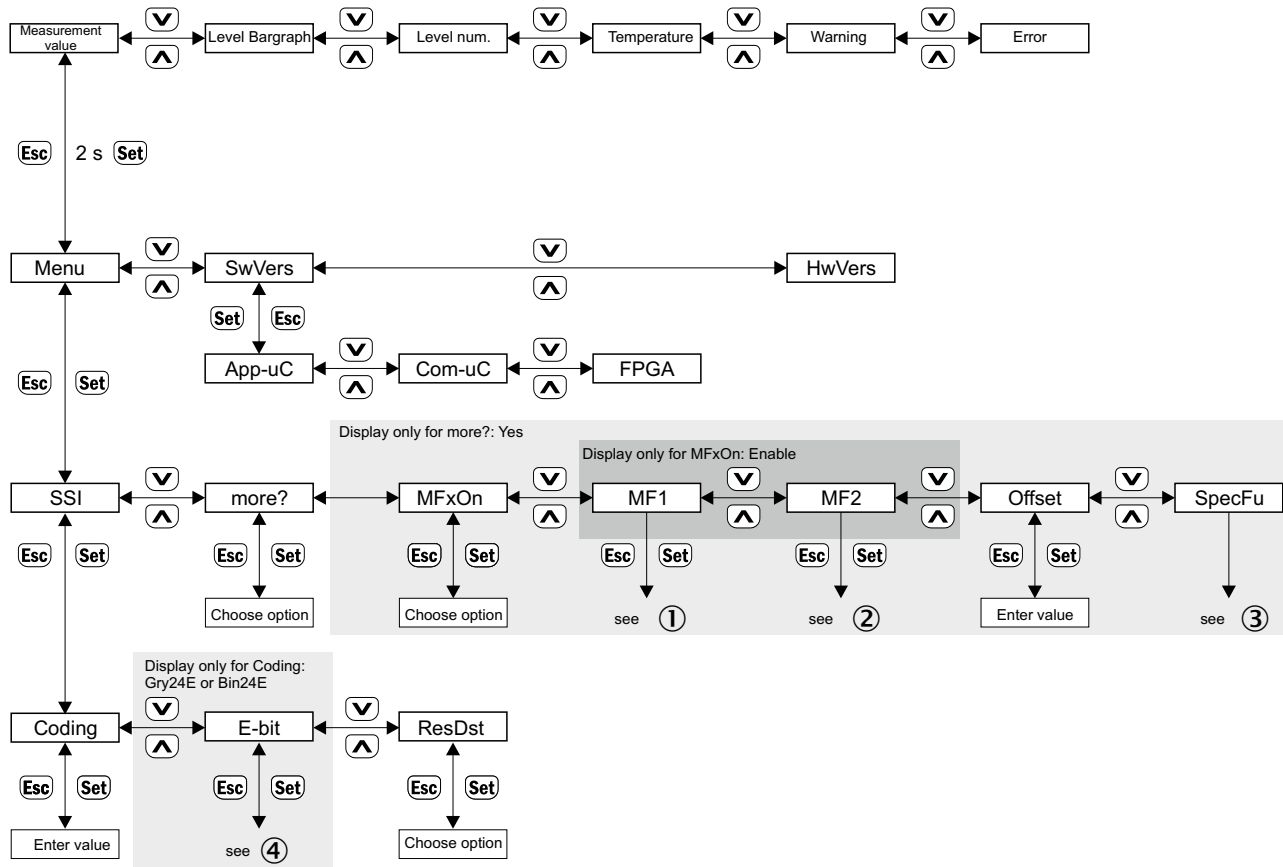 Measurement
value
Level Bargraph
Level num.
Temperature
Warning
Error
Esc
2 s
Set
Menu
SwVers
HwVers
Set
Esc
App-uC
Com-uC
FPGA
Esc
Set
Display only for more?: Yes
Display only for MFxOn: Enable
SSI
more?
MFxOn
MF1
MF2
Offset
SpecFu
Esc
Set
Esc
Set
Esc
Set
Esc
Set
Esc
Set
Esc
Set
Choose option
Choose option
see ①
see ②
Enter value
see ③
Display only for Coding:
Gry24E or Bin24E
Coding
E-bit
ResDst
Esc
Set
Esc
Set
Esc
Set
Enter value
see ④
Choose option